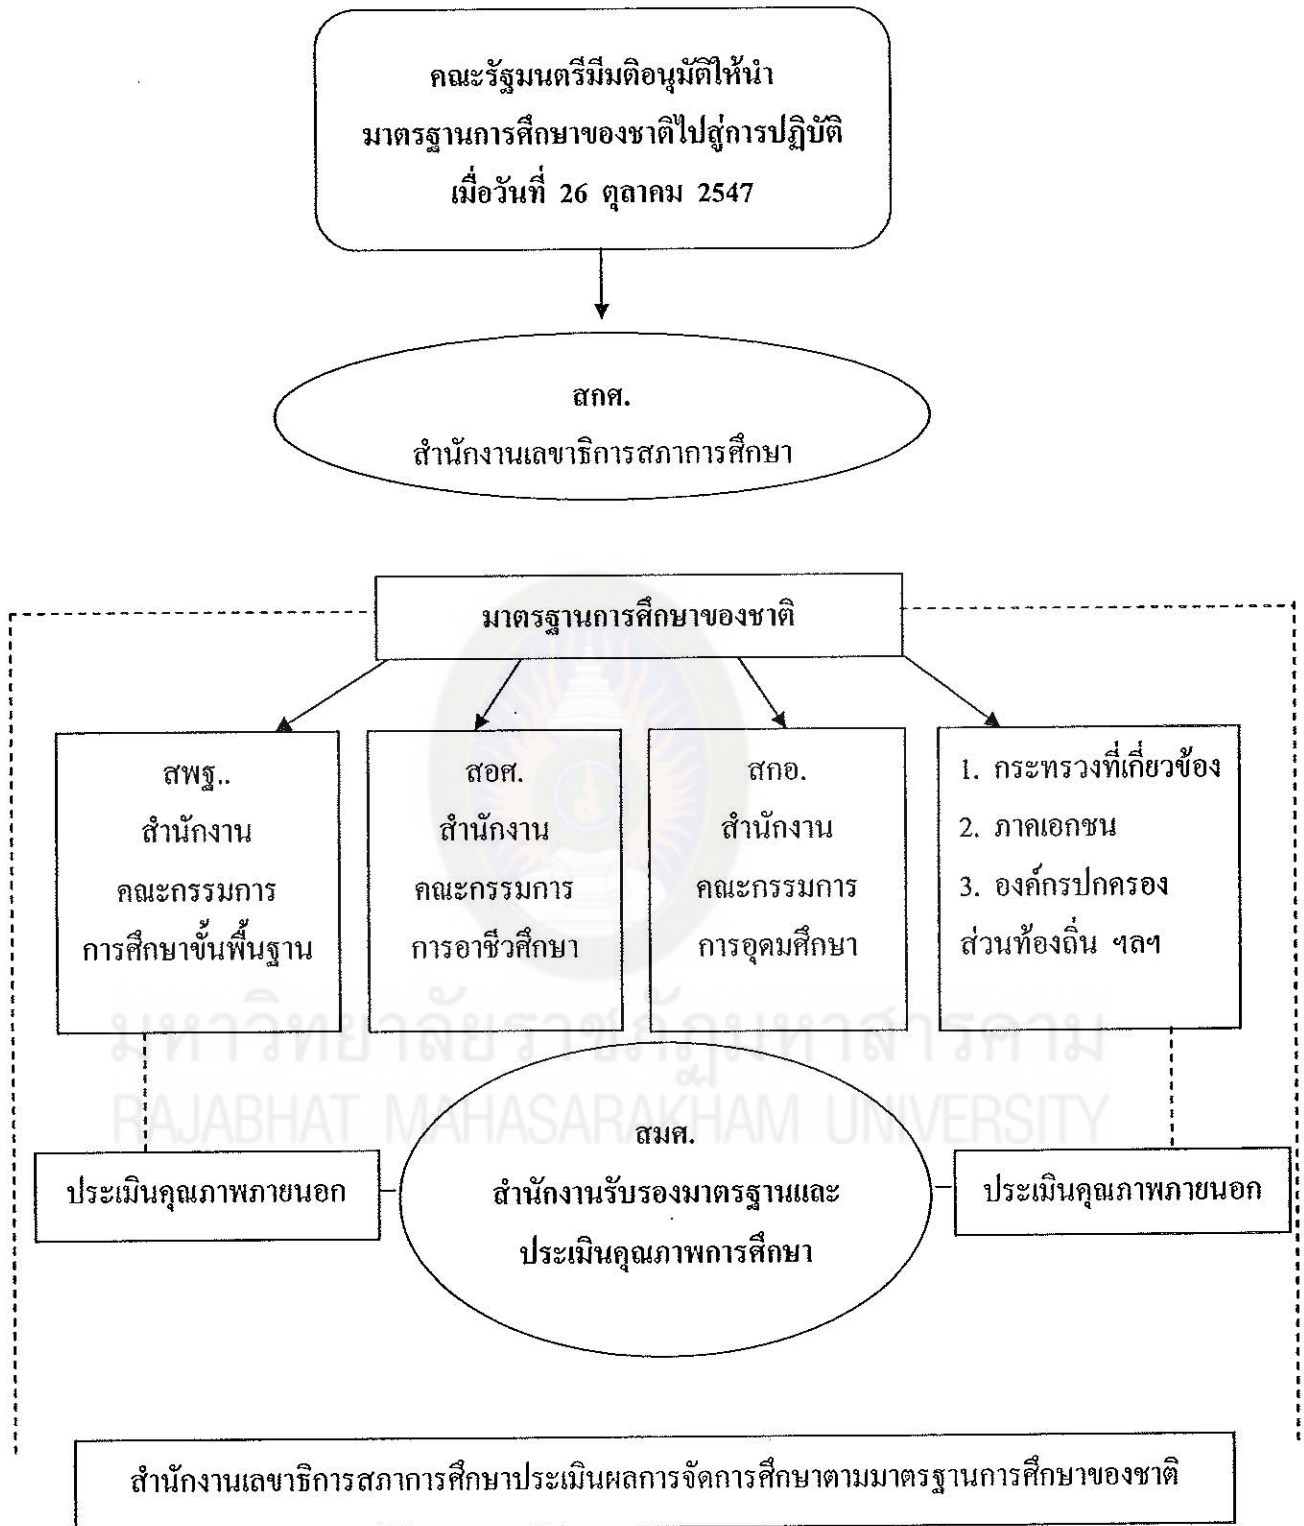 คณะรัฐมนตรีมีมติอนุมัติให้นำ
มาตรฐานการศึกษาของชาติไปสู่การปฏิบัติ
เมื่อวันที่ 26 ตุลาคม 2547
สกศ.
สำนักงานเลขาธิการสภาการศึกษา
มาตรฐานการศึกษาของชาติ
สพฐ..
สำนักงาน
คณะกรรมการ
การศึกษาขั้นพื้นฐาน
สอศ.
สำนักงาน
คณะกรรมการ
การอาชีวศึกษา
สกอ.
สำนักงาน
คณะกรรมการ
การอุดมศึกษา
1. กระทรวงที่เกี่ยวข้อง
2. ภาคเอกชน
3. องค์กรปกครอง
ส่วนท้องถิ่น ฯลฯ
มหาวิทยาลัยราชภัฏมหาสารคาม
RAJABHAT MAHASARAKHAM UNIVERSITY
ประเมินคุณภาพภายนอก
สมศ.
สำนักงานรับรองมาตรฐานและ
ประเมินคุณภาพการศึกษา
ประเมินคุณภาพภายนอก
สำนักงานเลขาธิการสภาการศึกษาประเมินผลการจัดการศึกษาตามมาตรฐานการศึกษาของชาติ